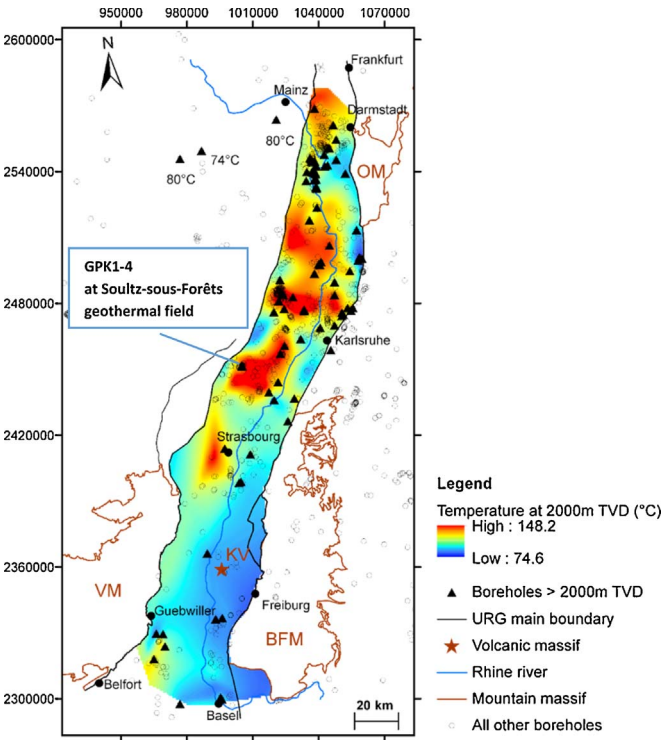 950000 980000 1010000 1040000 1070000
2600000
2540000
2480000
2420000
2360000
2300000
N
Frankfurt
Mainz
Darmstadt
80°C
74°C
80°C
OM
GPK1-4
at Soultz-sous-Forêts
geothermal field
Karlsruhe
Strasbourg
KV
VM
Guebwiller
Freiburg
BFM
Belfort
Basel
20 km
Legend
Temperature at 2000m TVD (°C)
High : 148.2
Low : 74.6
Boreholes > 2000m TVD
URG main boundary
Volcanic massif
Rhine river
Mountain massif
All other boreholes